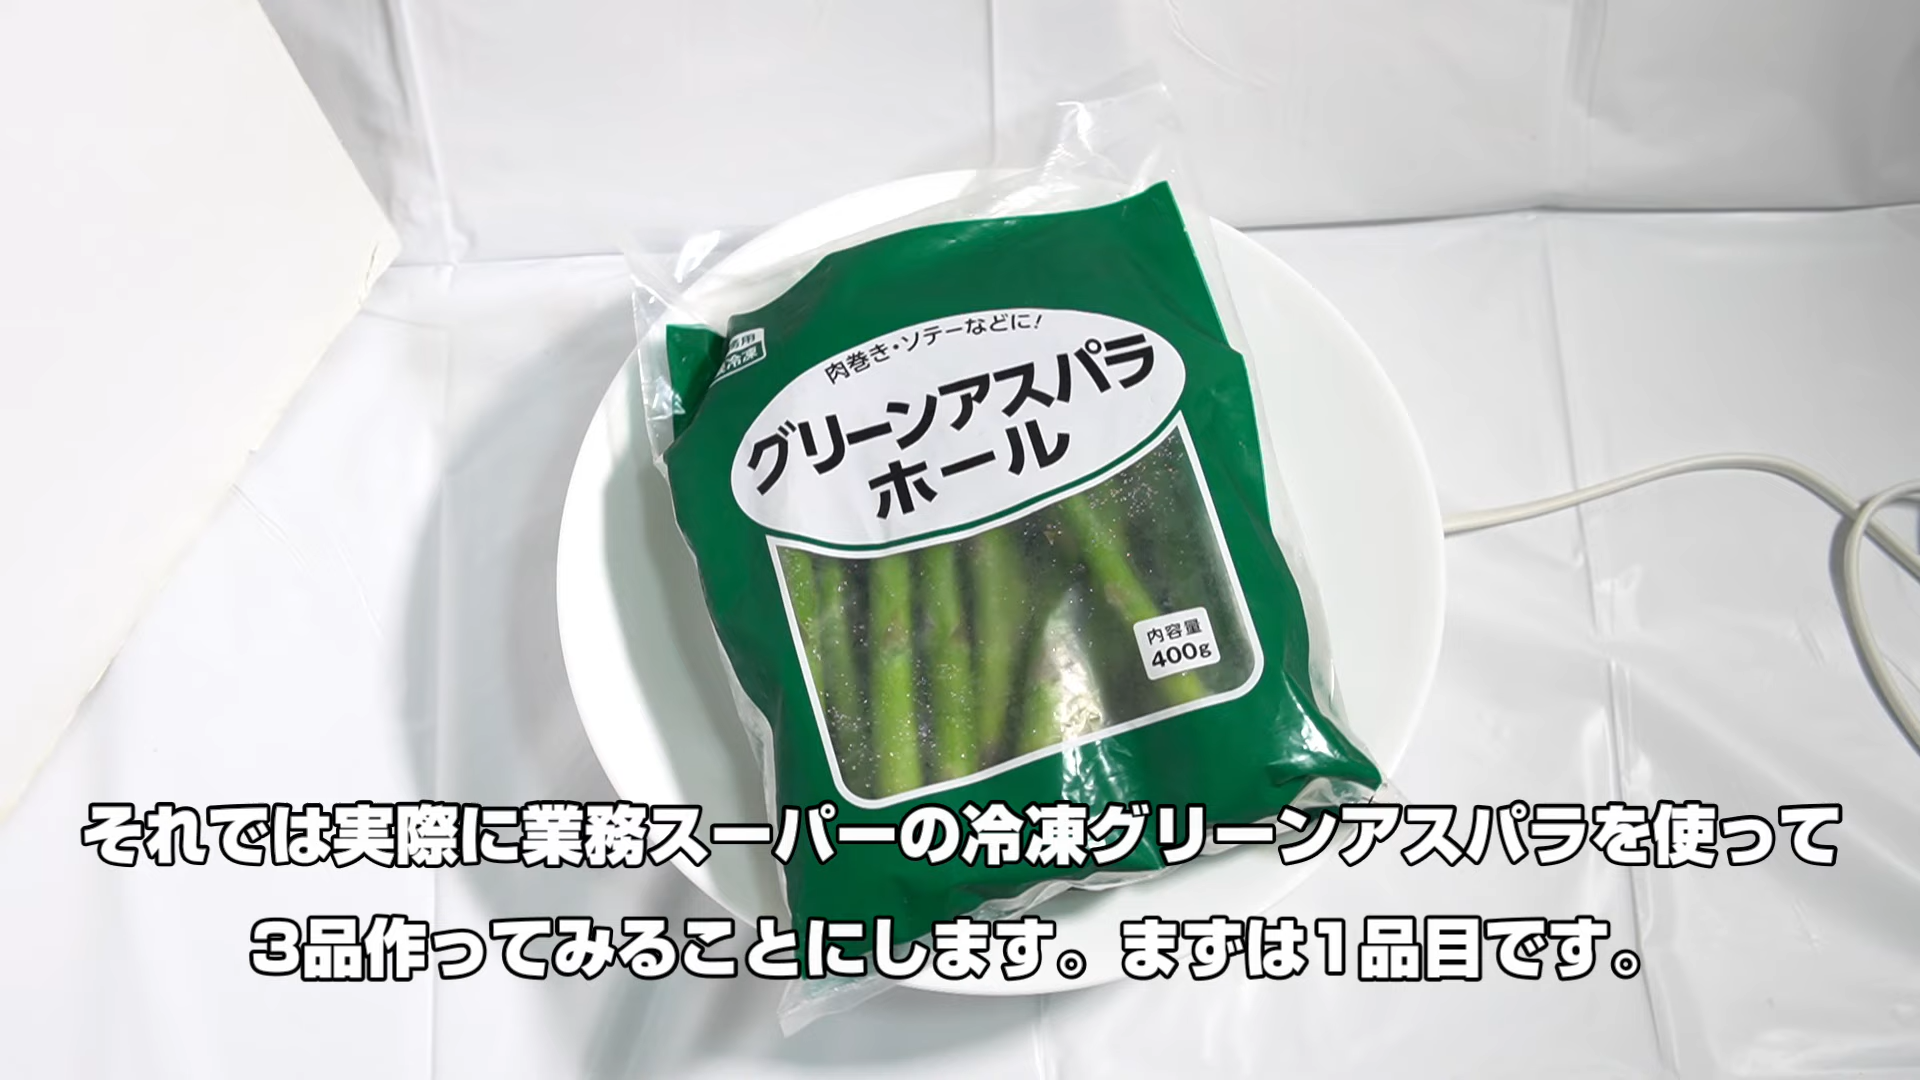 冷凍
肉巻き・ソテーなどに!
グリーンアスパラ
ホール
内容量
400g
それでは実際に業務スーパーの冷凍グリーンアスパラを使って
3品作ってみることにします。まずは1品目です。